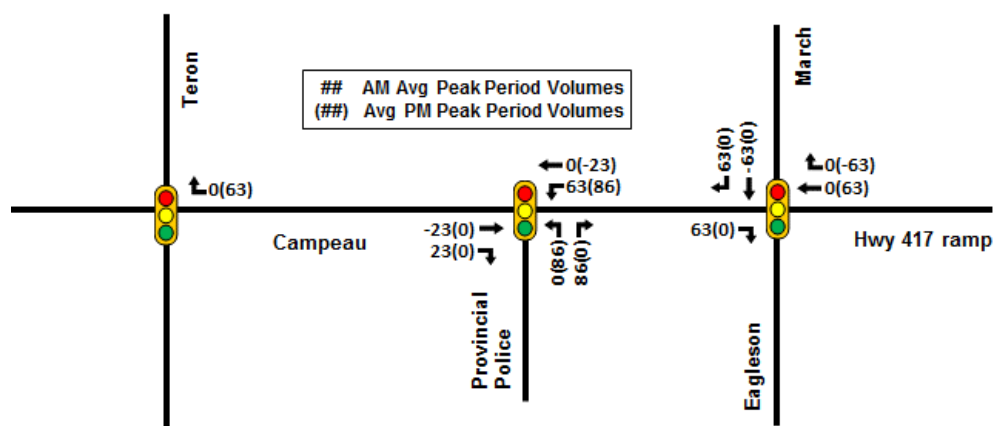 Teron
March
## AM Avg Peak Period Volumes
(##) Avg PM Peak Period Volumes
0(63)
0(-23)
63(86)
-23(0)
23(0)
0(86)
86(0)
63(0)
-63(0)
0(-63)
0(63)
63(0)
Campeau
Hwy 417 ramp
Provincial
Police
Eagleson